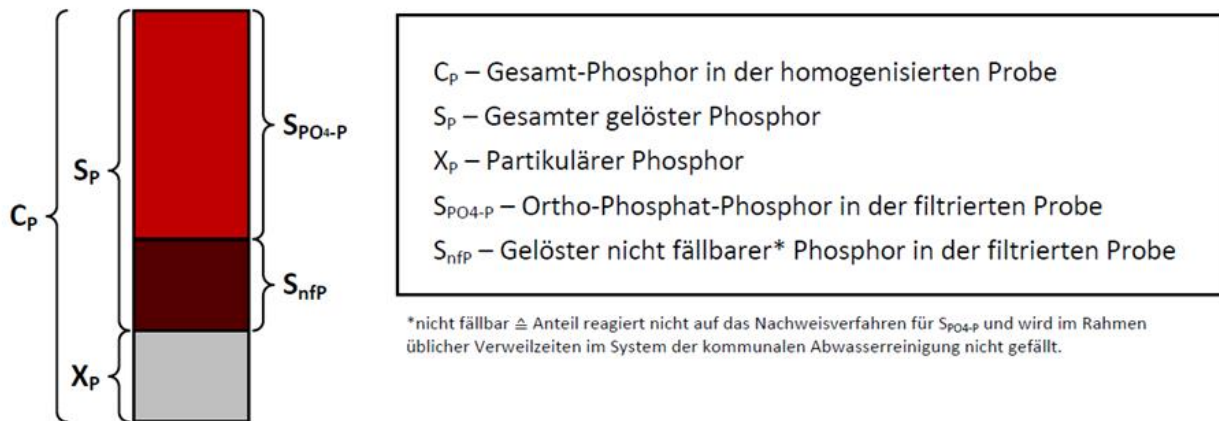 C_P
S_P
X_P
S_PO4-P
S_nfP
C_P – Gesamt-Phosphor in der homogenisierten Probe
S_P – Gesamter gelöster Phosphor
X_P – Partikulärer Phosphor
S_PO4-P – Ortho-Phosphat-Phosphor in der filtrierten Probe
S_nfP – Gelöster nicht fällbarer* Phosphor in der filtrierten Probe
*nicht fällbar ≙ Anteil reagiert nicht auf das Nachweisverfahren für S_PO4-P und wird im Rahmen
üblicher Verweilzeiten im System der kommunalen Abwasserreinigung nicht gefällt.